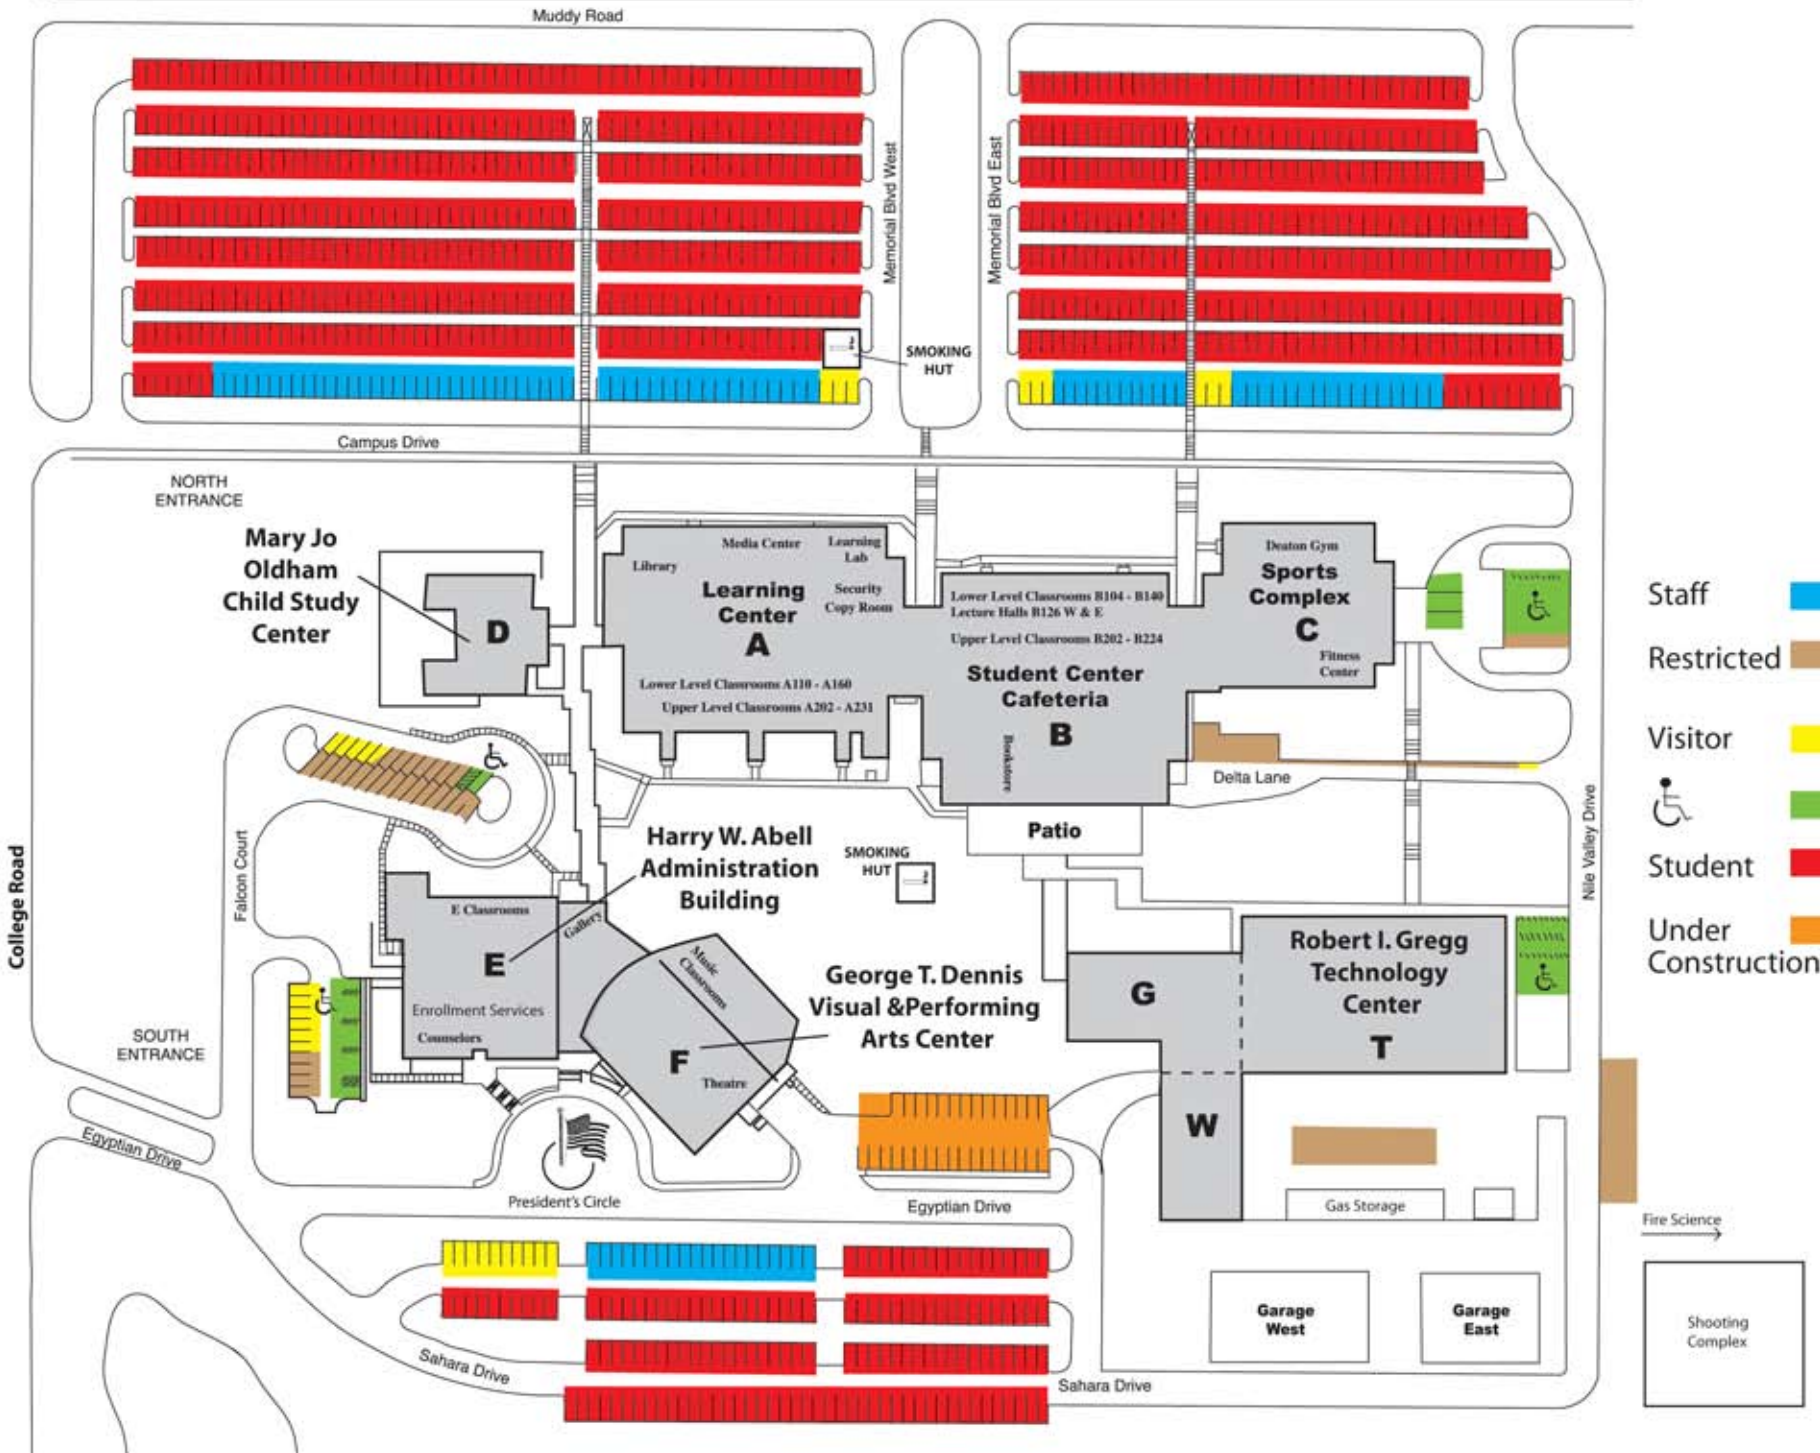 Muddy Road
Memorial Blvd West
Memorial Blvd East
SMOKING
HUT
Campus Drive
NORTH
ENTRANCE
Mary Jo
Oldham
Child Study
Center
D
Library
Media Center
Learning
Lab
Security
Copy Room
Learning
Center
A
Lower Level Classrooms A110 - A160
Upper Level Classrooms A202 - A231
Lower Level Classrooms B104 - B140
Lecture Halls B126 W & E
Upper Level Classrooms B202 - B224
Student Center
Cafeteria
B
Bookstore
Deaton Gym
Sports
Complex
C
Fitness
Center
Staff
Restricted
Visitor
Student
Under
Construction
Delta Lane
Nile Valley Drive
Patio
SMOKING
HUT
Harry W. Abell
Administration
Building
College Road
Falcon Court
E Classrooms
Gallery
E
Enrollment Services
Counselors
Music
Classrooms
F
Theatre
George T. Dennis
Visual &Performing
Arts Center
G
Robert I. Gregg
Technology
Center
T
W
SOUTH
ENTRANCE
Egyptian Drive
President's Circle
Egyptian Drive
Gas Storage
Fire Science
Garage
West
Garage
East
Shooting
Complex
Sahara Drive
Sahara Drive